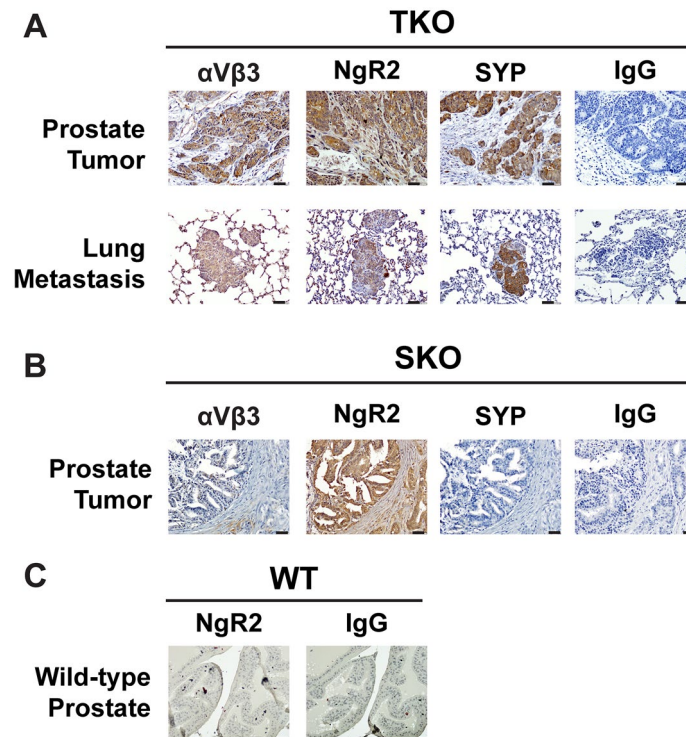 A
TKO
αVβ3 NgR2 SYP IgG
Prostate
Tumor
Lung
Metastasis
B
SKO
αVβ3 NgR2 SYP IgG
Prostate
Tumor
C
WT
NgR2 IgG
Wild-type
Prostate